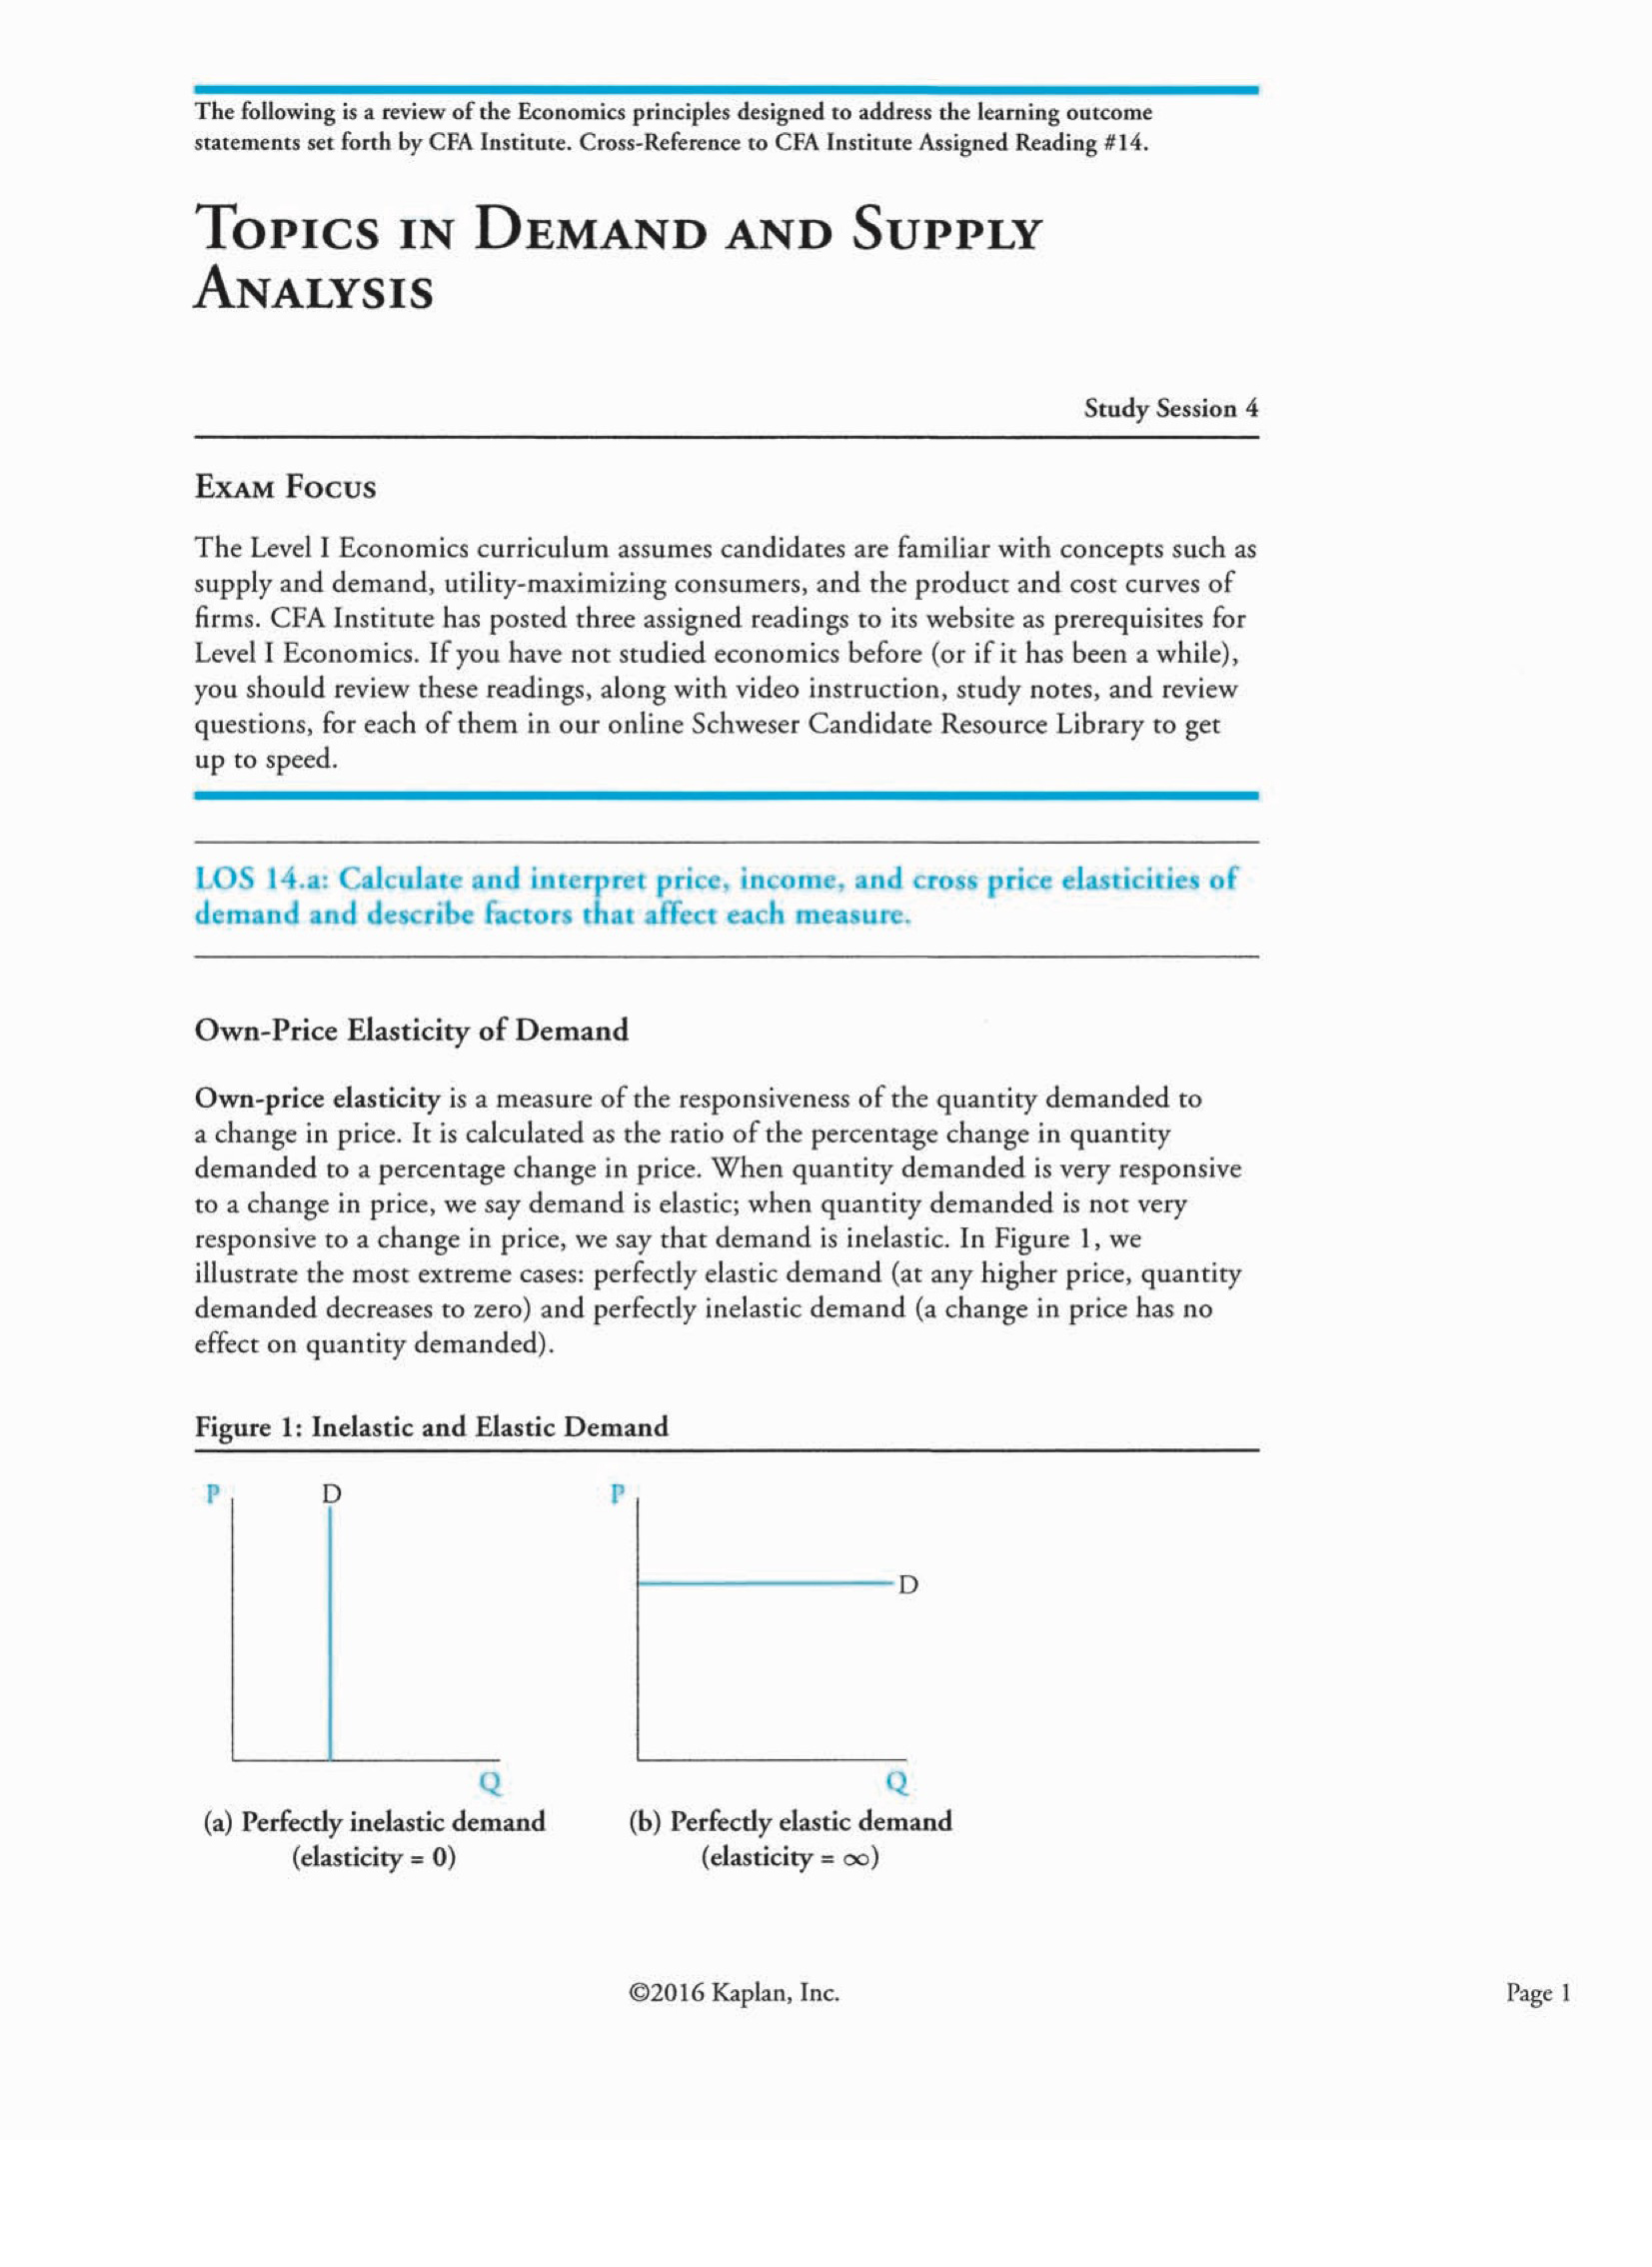 The following is a review of the Economics principles designed to address the learning outcome
statements set forth by CFA Institute. Cross-Reference to CFA Institute Assigned Reading #14.
TOPICS IN DEMAND AND SUPPLY
ANALYSIS
Study Session 4
EXAM FOCUS
The Level I Economics curriculum assumes candidates are familiar with concepts such as
supply and demand, utility-maximizing consumers, and the product and cost curves of
firms. CFA Institute has posted three assigned readings to its website as prerequisites for
Level I Economics. If you have not studied economics before (or if it has been a while),
you should review these readings, along with video instruction, study notes, and review
questions, for each of them in our online Schweser Candidate Resource Library to get
up to speed.
LOS 14.a: Calculate and interpret price, income, and cross price elasticities of
demand and describe factors that affect each measure.
Own-Price Elasticity of Demand
Own-price elasticity is a measure of the responsiveness of the quantity demanded to
a change in price. It is calculated as the ratio of the percentage change in quantity
demanded to a percentage change in price. When quantity demanded is very responsive
to a change in price, we say demand is elastic; when quantity demanded is not very
responsive to a change in price, we say that demand is inelastic. In Figure 1, we
illustrate the most extreme cases: perfectly elastic demand (at any higher price, quantity
demanded decreases to zero) and perfectly inelastic demand (a change in price has no
effect on quantity demanded).
Figure 1: Inelastic and Elastic Demand
P D
Q
(a) Perfectly inelastic demand
(elasticity = 0)
P
D
Q
(b) Perfectly elastic demand
(elasticity = ∞)
©2016 Kaplan, Inc.
Page 1